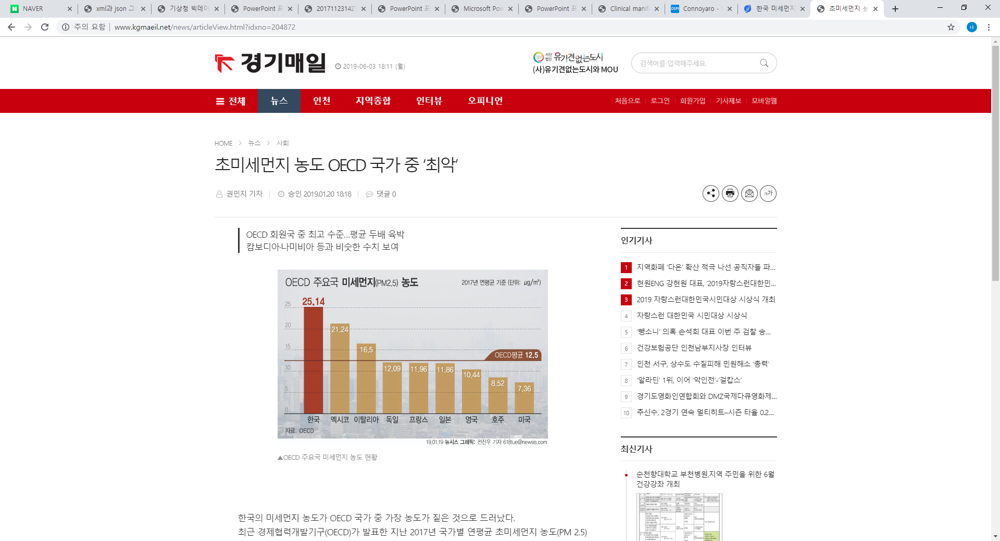 NAVER
xml과 json 그
기상청 빅데이
PowerPoint 프
2017112314
PowerPoint 프
Microsoft Pow
PowerPoint 프
Clinical manif
Connoyaro -
한국 미세먼지
초미세먼지 농
주의 요함 | www.kgmaeil.net/news/articleView.html?idxno=204872
나
경기매일
2019-06-03 18:11 (월)
사단법인 유기견없는도시
(사)유기견없는도시와 MOU
검색어를 입력해주세요.
전체
뉴스
인천
지역종합
인터뷰
오피니언
처음으로
로그인
회원가입
기사제보
모바일웹
HOME > 뉴스 > 사회
초미세먼지 농도 OECD 국가 중 ‘최악’
권민지 기자
승인 2019.01.20 18:18
댓글 0
가가
OECD 회원국 중 최고 수준…평균 두배 육박
캄보디아·나미비아 등과 비슷한 수치 보여
OECD 주요국 미세먼지(PM2.5) 농도
2017년 연평균 기준 (단위: μg/㎥)
25
20
15
10
5
0
25.14
21.24
16.5
12.09
11.96
11.86
10.44
8.52
7.36
OECD평균 12.5
한국 멕시코 이탈리아 독일 프랑스 일본 영국 호주 미국
자료: OECD
19.01.19 뉴시스 그래픽: 전진우 기자 618tue@newsis.com
▲OECD 주요국 미세먼지 농도 현황
한국의 미세먼지 농도가 OECD 국가 중 가장 농도가 짙은 것으로 드러났다.
최근 경제협력개발기구(OECD)가 발표한 지난 2017년 국가별 연평균 초미세먼지 농도(PM 2.5)
인기기사
1 지역화폐 ‘다온’ 확산 적극 나선 공직자들 파...
2 현원ENG 강현원 대표, ‘2019자랑스런대한민...
3 2019 자랑스런대한민국시민대상 시상식 개최
4 자랑스런 대한민국 시민대상 시상식
5 ‘뺑소니’ 의혹 손석희 대표 이번 주 검찰 송...
6 건강보험공단 인천남부지사장 인터뷰
7 인천 서구, 상수도 수질피해 민원해소 ‘총력’
8 ‘알라딘’ 1위, 이어 ‘악인전’-‘걸캅스’
9 경기도영화인연합회와 DMZ국제다큐영화제...
10 추신수, 2경기 연속 멀티히트…시즌 타율 0.2...
최신기사
순천향대학교 부천병원,지역 주민을 위한 6월
건강강좌 개최